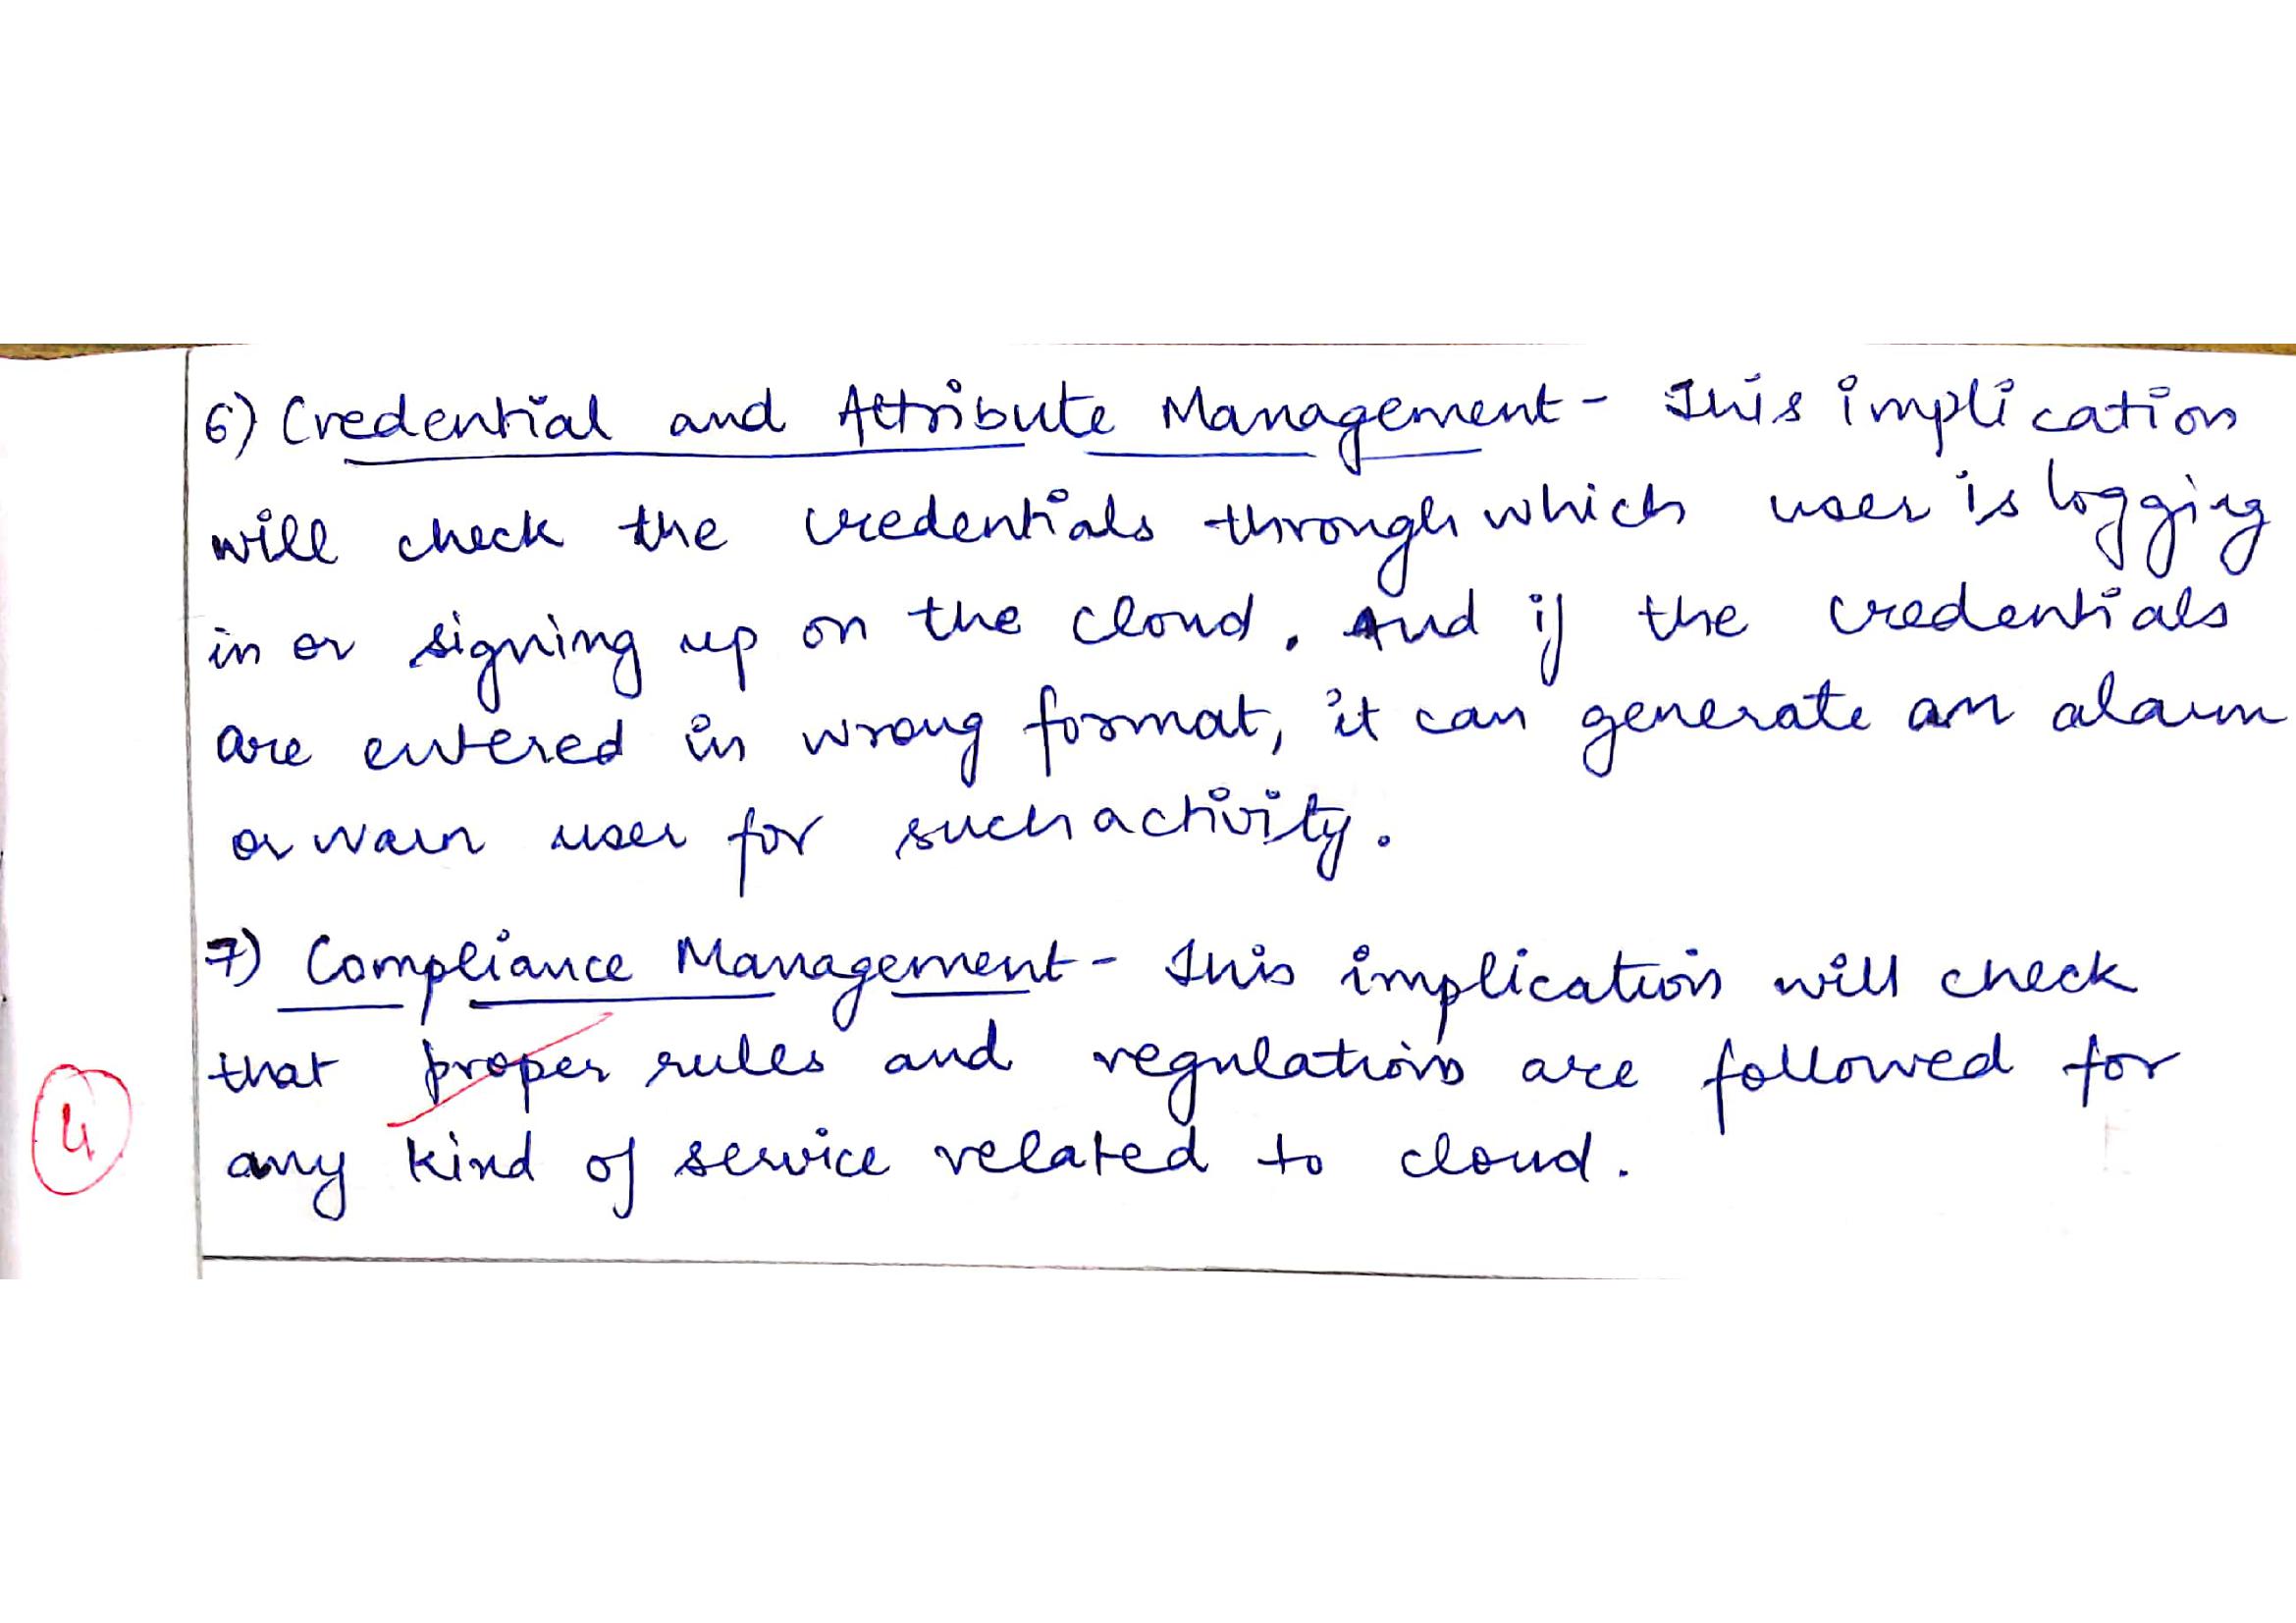 6) Credential and Attribute Management - This implication
will check the credentials through which user is logging
in or signing up on the cloud. And if the credentials
are entered in wrong format, it can generate an alarm
or warn user for such activity.
7) Compliance Management - This implication will check
that proper rules and regulations are followed for
4
any kind of service related to cloud.